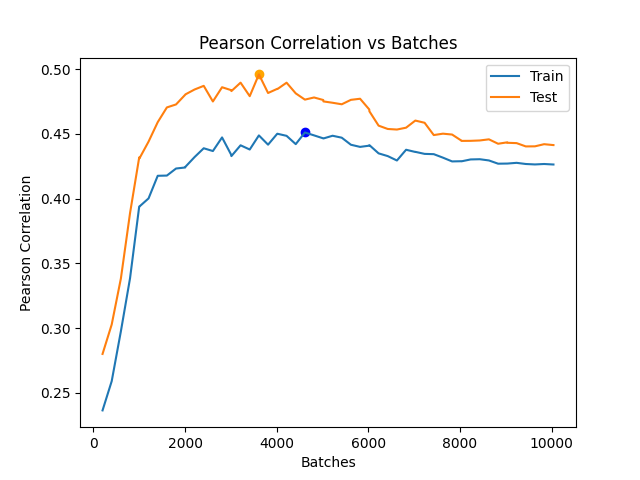 Pearson Correlation vs Batches
Train
Test
0.50
0.45
0.40
0.35
0.30
0.25
Pearson Correlation
0
2000
4000
6000
8000
10000
Batches